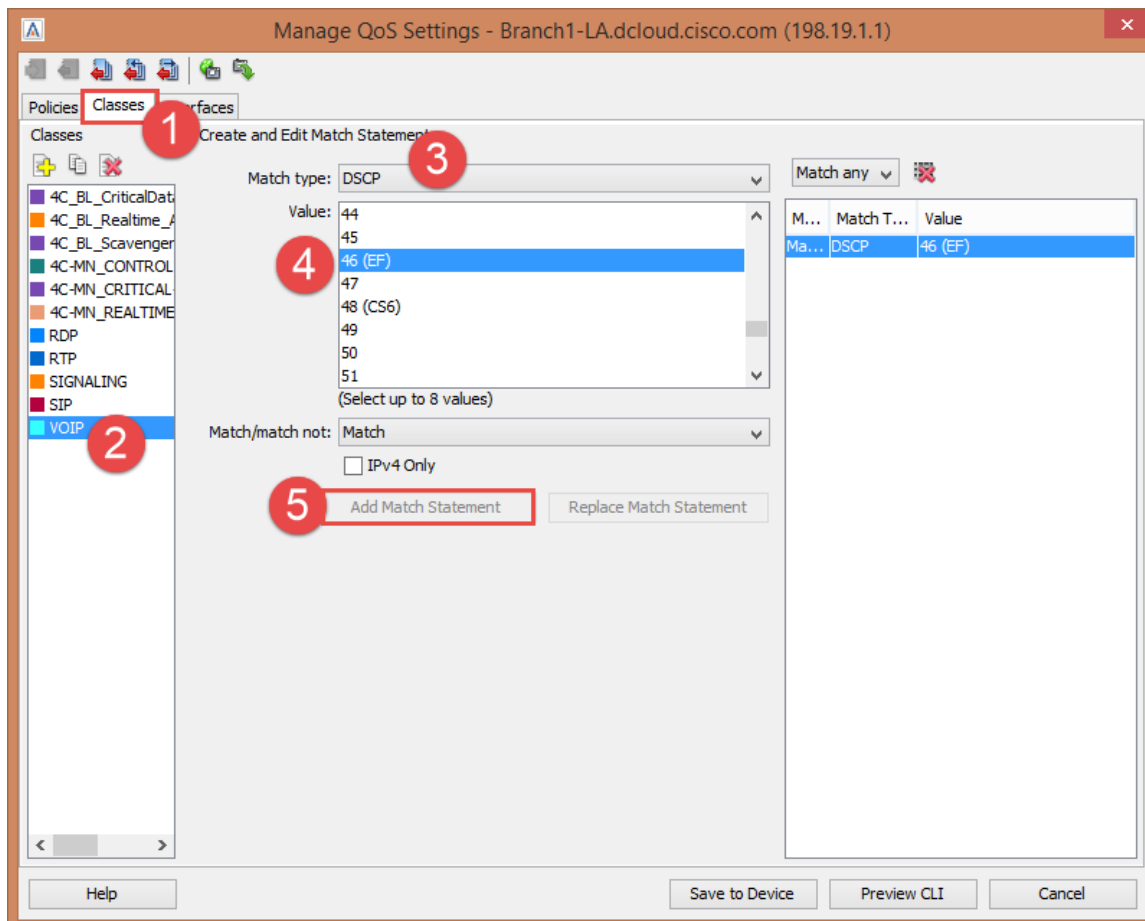 Manage QoS Settings - Branch1-LA.dcloud.cisco.com (198.19.1.1)
Policies Classes rfaces
1
Classes
Create and Edit Match Statement
3
Match type: DSCP
Match any
4C_BL_CriticalData
4C_BL_Realtime_A
4C_BL_Scavenger
4C-MN_CONTROL
4C-MN_CRITICAL-
4C-MN_REALTIME
RDP
RTP
SIGNALING
SIP
VOIP
2
Value: 44
45
46 (EF)
47
48 (CS6)
49
50
51
4
(Select up to 8 values)
Match/match not: Match
IPv4 Only
5
Add Match Statement
Replace Match Statement
M... Match T... Value
Ma... DSCP 46 (EF)
Help
Save to Device
Preview CLI
Cancel